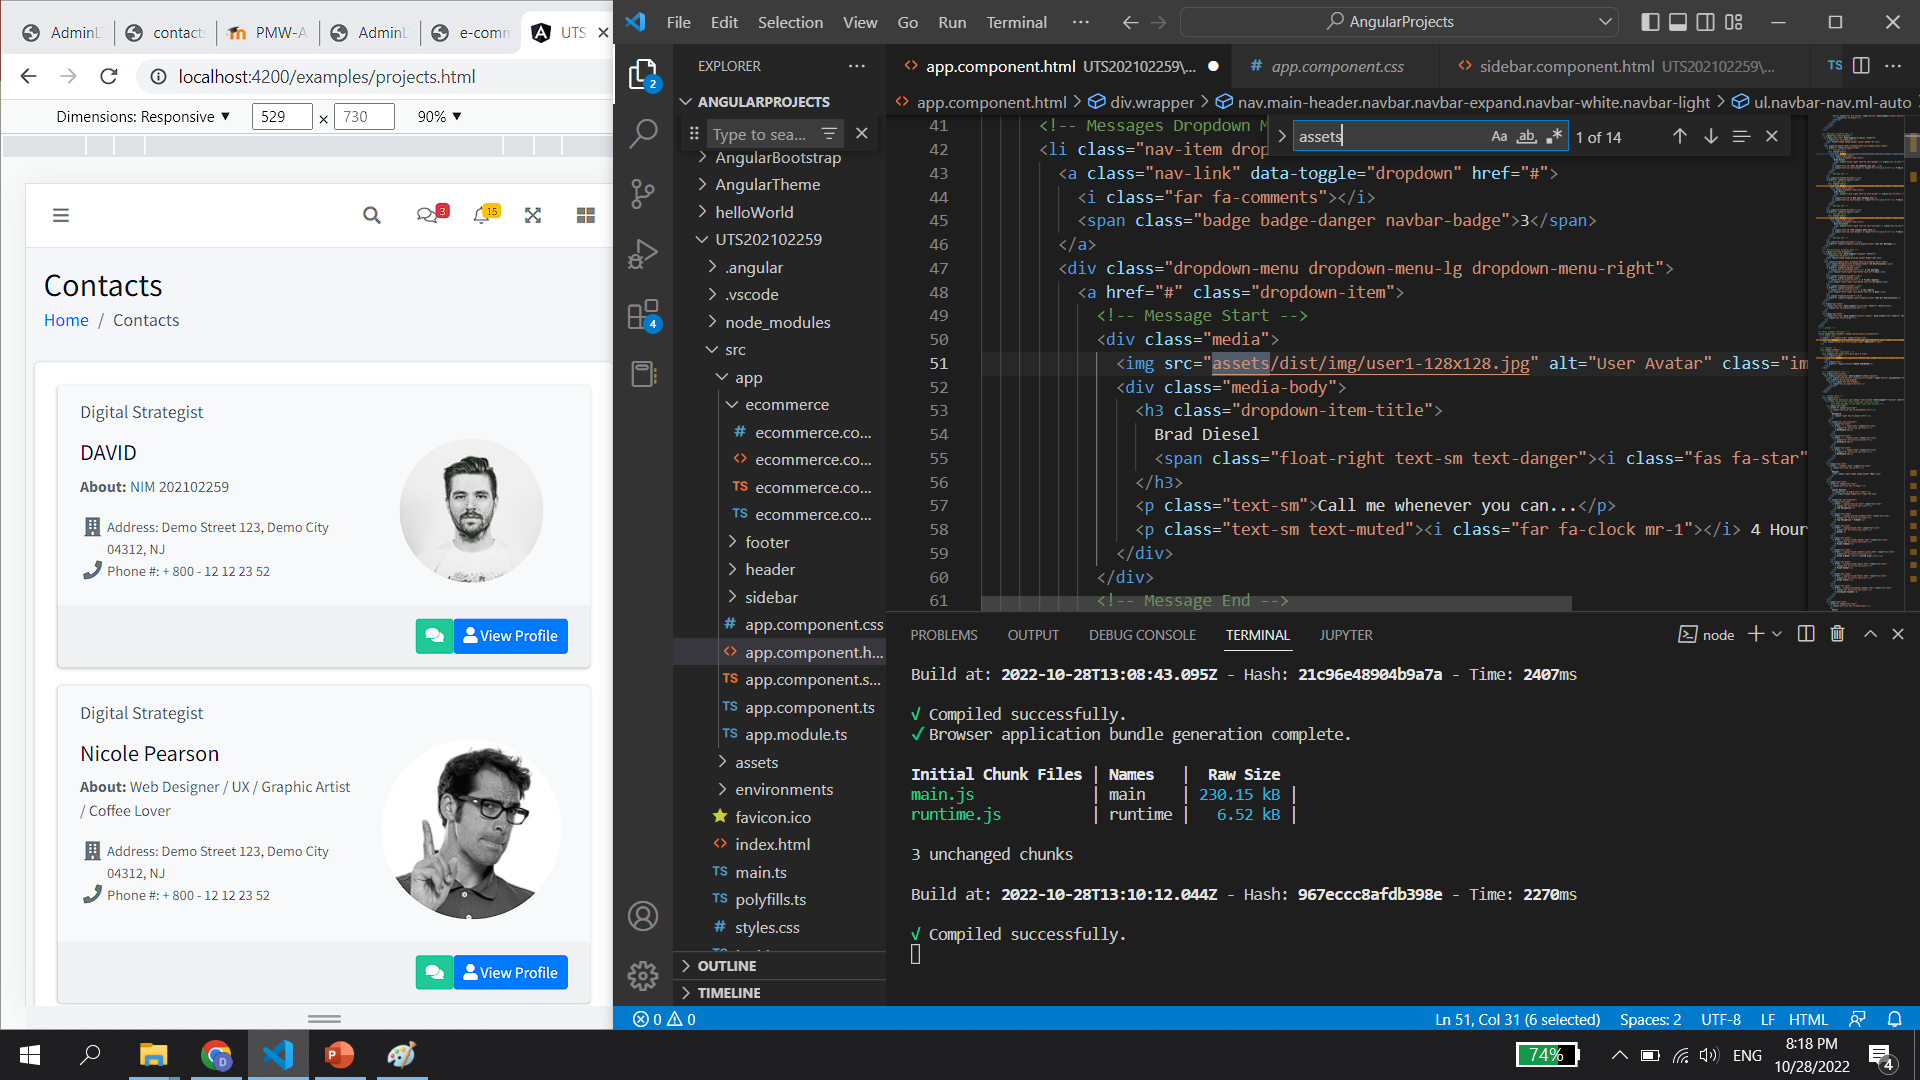 AdminL
contact
PMW-A
AdminL
e-comm
UTS
localhost:4200/examples/projects.html
Dimensions: Responsive ▼ 529 × 730 90% ▼
3
15
Contacts
Home / Contacts
Digital Strategist
DAVID
About: NIM 202102259
Address: Demo Street 123, Demo City
04312, NJ
Phone #: + 800 - 12 12 23 52
View Profile
Digital Strategist
Nicole Pearson
About: Web Designer / UX / Graphic Artist
/ Coffee Lover
Address: Demo Street 123, Demo City
04312, NJ
Phone #: + 800 - 12 12 23 52
View Profile
File Edit Selection View Go Run Terminal ···
AngularProjects
2
4
EXPLORER
ANGULARPROJECTS
Type to sea...
AngularBootstrap
AngularTheme
helloWorld
UTS202102259
.angular
.vscode
node_modules
src
app
ecommerce
# ecommerce.co...
<> ecommerce.co...
TS ecommerce.co...
TS ecommerce.co...
footer
header
sidebar
# app.component.css
<> app.component.h...
TS app.component.s...
TS app.component.ts
TS app.module.ts
assets
environments
favicon.ico
<> index.html
TS main.ts
TS polyfills.ts
# styles.css
OUTLINE
TIMELINE
<> app.component.html UTS202102259\...
# app.component.css
<> sidebar.component.html UTS202102259\...
TS
<> app.component.html > div.wrapper > nav.main-header.navbar.navbar-expand.navbar-white.navbar-light > ul.navbar-nav.ml-auto
assets Aa ab 1 of 14
41 <!-- Messages Dropdown M
42 <li class="nav-item drop
43 <a class="nav-link" data-toggle="dropdown" href="#">
44 <i class="far fa-comments"></i>
45 <span class="badge badge-danger navbar-badge">3</span>
46 </a>
47 <div class="dropdown-menu dropdown-menu-lg dropdown-menu-right">
48 <a href="#" class="dropdown-item">
49 <!-- Message Start -->
50 <div class="media">
51 <img src="assets/dist/img/user1-128x128.jpg" alt="User Avatar" class="im
52 <div class="media-body">
53 <h3 class="dropdown-item-title">
54 Brad Diesel
55 <span class="float-right text-sm text-danger"><i class="fas fa-star"
56 </h3>
57 <p class="text-sm">Call me whenever you can...</p>
58 <p class="text-sm text-muted"><i class="far fa-clock mr-1"></i> 4 Hour
59 </div>
60 </div>
61 <!-- Message End -->
PROBLEMS OUTPUT DEBUG CONSOLE TERMINAL JUPYTER
node
Build at: 2022-10-28T13:08:43.095Z - Hash: 21c96e48904b9a7a - Time: 2407ms
√ Compiled successfully.
✓ Browser application bundle generation complete.
Initial Chunk Files | Names | Raw Size
main.js | main | 230.15 kB |
runtime.js | runtime | 6.52 kB |
3 unchanged chunks
Build at: 2022-10-28T13:10:12.044Z - Hash: 967eccc8afdb398e - Time: 2270ms
√ Compiled successfully.
0 0
Ln 51, Col 31 (6 selected) Spaces: 2 UTF-8 LF HTML
74%
ENG
8:18 PM
10/28/2022
4